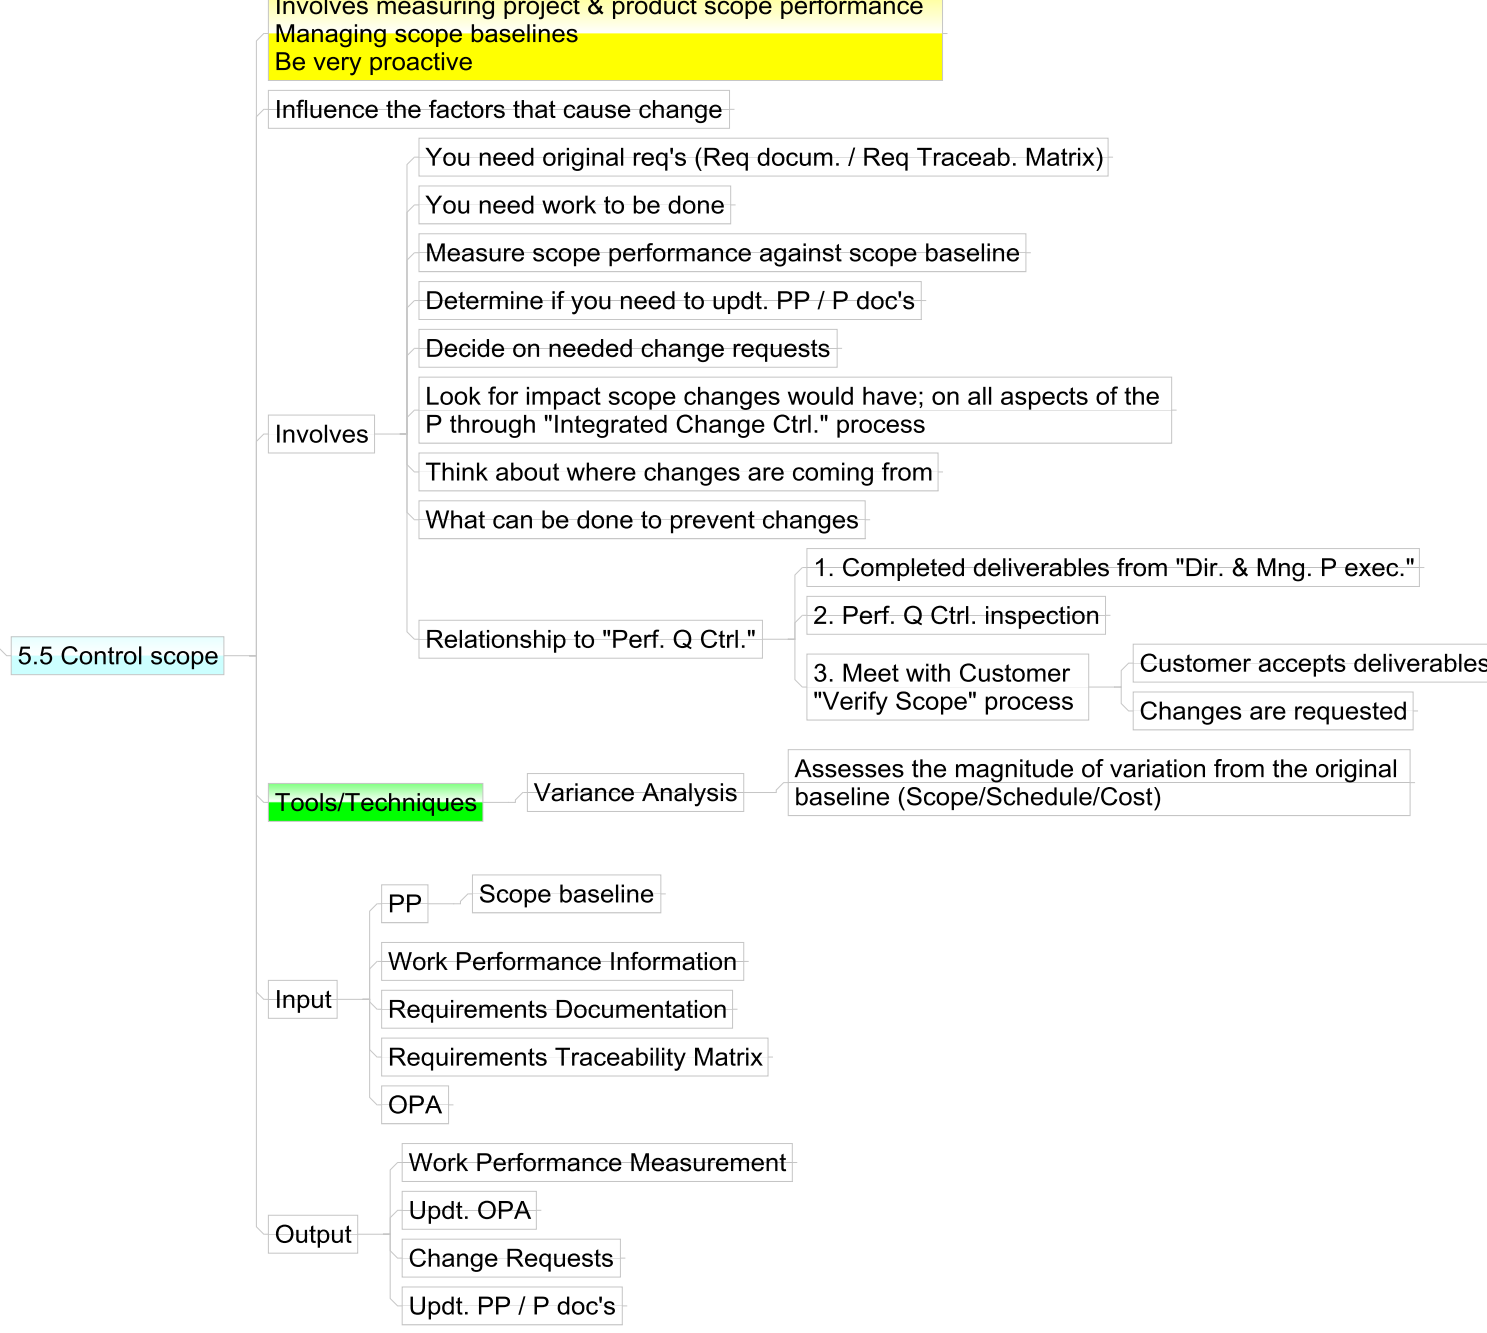 Involves measuring project & product scope performance
Managing scope baselines
Be very proactive
Influence the factors that cause change
You need original req's (Req docum. / Req Traceab. Matrix)
You need work to be done
Measure scope performance against scope baseline
Determine if you need to updt. PP / P doc's
Decide on needed change requests
Look for impact scope changes would have; on all aspects of the
P through "Integrated Change Ctrl." process
Involves
Think about where changes are coming from
What can be done to prevent changes
1. Completed deliverables from "Dir. & Mng. P exec."
2. Perf. Q Ctrl. inspection
Relationship to "Perf. Q Ctrl."
5.5 Control scope
3. Meet with Customer
"Verify Scope" process
Customer accepts deliverables
Changes are requested
Tools/Techniques
Variance Analysis
Assesses the magnitude of variation from the original
baseline (Scope/Schedule/Cost)
PP
Scope baseline
Work Performance Information
Input
Requirements Documentation
Requirements Traceability Matrix
OPA
Work Performance Measurement
Updt. OPA
Output
Change Requests
Updt. PP / P doc's